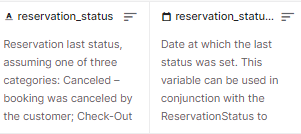 reservation_status
Reservation last status,
assuming one of three
categories: Canceled –
booking was canceled by
the customer; Check-Out
reservation_statu...
Date at which the last
status was set. This
variable can be used in
conjunction with the
ReservationStatus to